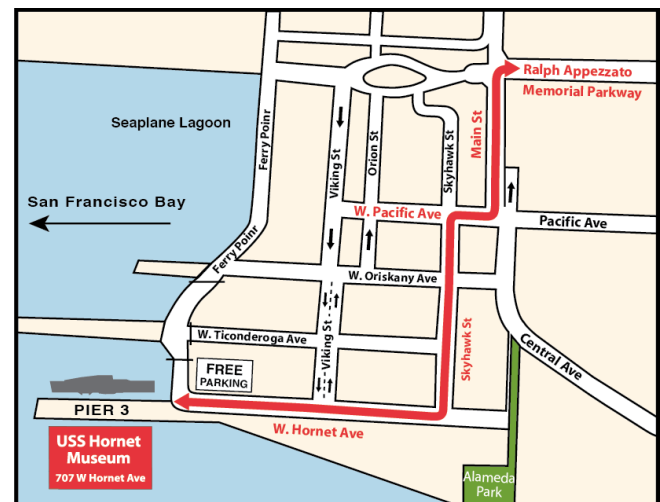 Ralph Appezzato
Memorial Parkway
Seaplane Lagoon
Ferry Poinr
Viking St
Orion St
Skyhawk St
Main St
San Francisco Bay
W. Pacific Ave
Pacific Ave
Ferry Poinr
W. Oriskany Ave
W. Ticonderoga Ave
Viking St
Skyhawk St
Central Ave
FREE
PARKING
PIER 3
W. Hornet Ave
USS Hornet
Museum
707 W Hornet Ave
Alameda
Park